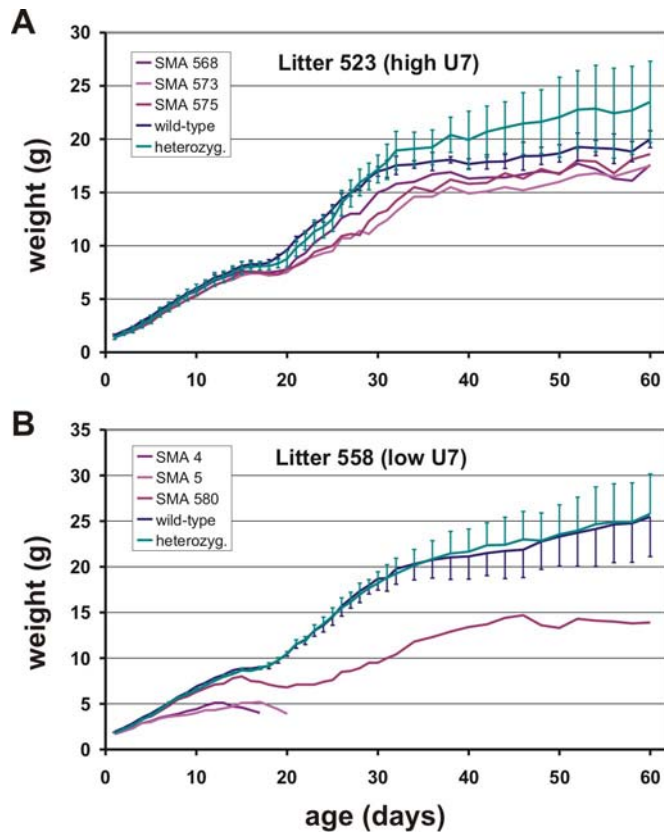 A
Litter 523 (high U7)
SMA 568
SMA 573
SMA 575
wild-type
heterozyg.
weight (g)
30
25
20
15
10
5
0
0 10 20 30 40 50 60
B
Litter 558 (low U7)
SMA 4
SMA 5
SMA 580
wild-type
heterozyg.
weight (g)
35
30
25
20
15
10
5
0
0 10 20 30 40 50 60
age (days)